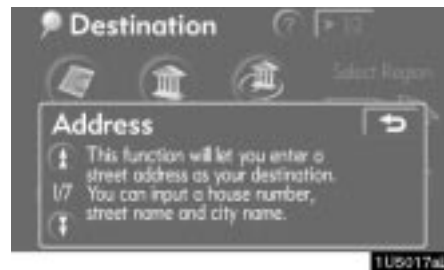 Destination
?
Select Region
Address
This function will let you enter a
street address as your destination.
1/7 You can input a house number,
street name and city name.